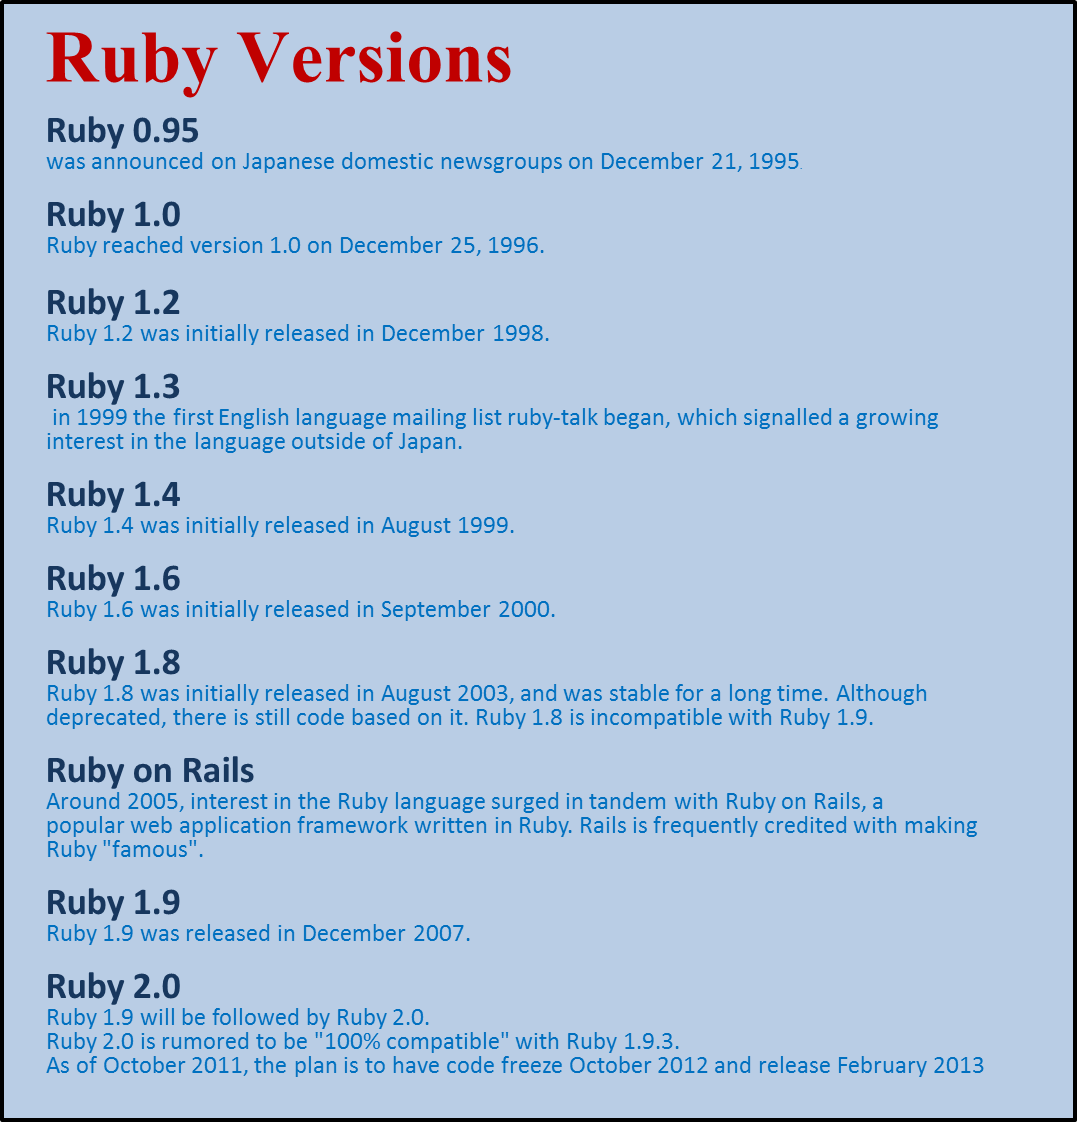 Ruby Versions
Ruby 0.95
was announced on Japanese domestic newsgroups on December 21, 1995.
Ruby 1.0
Ruby reached version 1.0 on December 25, 1996.
Ruby 1.2
Ruby 1.2 was initially released in December 1998.
Ruby 1.3
in 1999 the first English language mailing list ruby-talk began, which signalled a growing
interest in the language outside of Japan.
Ruby 1.4
Ruby 1.4 was initially released in August 1999.
Ruby 1.6
Ruby 1.6 was initially released in September 2000.
Ruby 1.8
Ruby 1.8 was initially released in August 2003, and was stable for a long time. Although
deprecated, there is still code based on it. Ruby 1.8 is incompatible with Ruby 1.9.
Ruby on Rails
Around 2005, interest in the Ruby language surged in tandem with Ruby on Rails, a
popular web application framework written in Ruby. Rails is frequently credited with making
Ruby "famous".
Ruby 1.9
Ruby 1.9 was released in December 2007.
Ruby 2.0
Ruby 1.9 will be followed by Ruby 2.0.
Ruby 2.0 is rumored to be "100% compatible" with Ruby 1.9.3.
As of October 2011, the plan is to have code freeze October 2012 and release February 2013